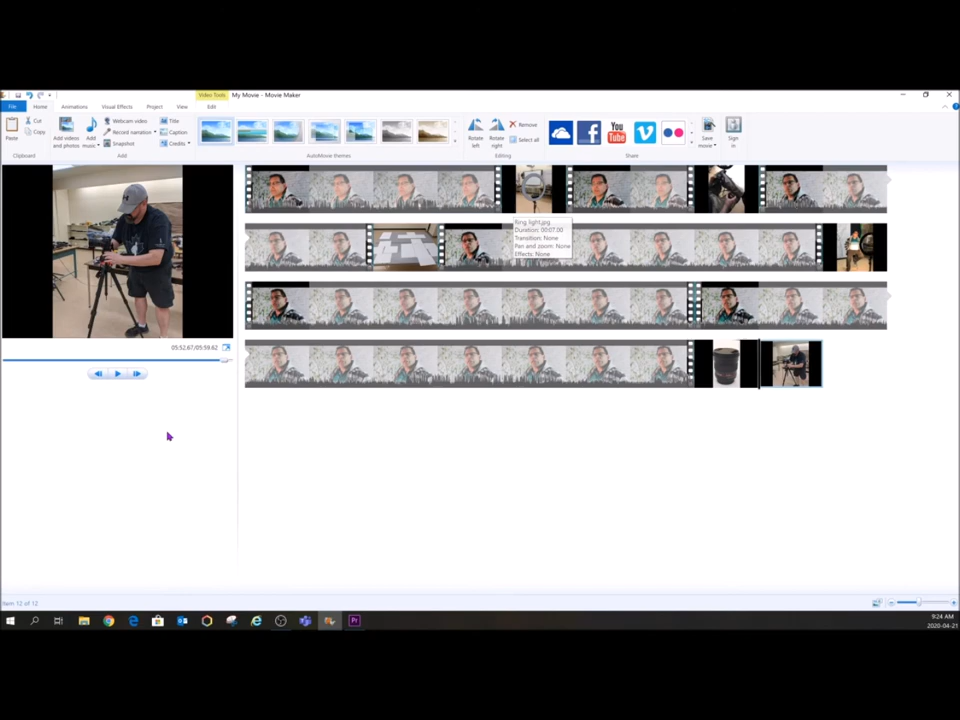 Video Tools My Movie - Movie Maker
File Home Animations Visual Effects Project View Edit
Paste
Cut
Copy
Clipboard
Add videos and photos
Add music
Webcam video
Record narration
Snapshot
Title
Caption
Credits
Add
AutoMovie themes
Rotate left
Rotate right
Remove
Select all
Editing
You Tube
Share
Save movie
Sign in
Ring light.jpg
Duration: 00:07.00
Transition: None
Pan and zoom: None
Effects: None
05:52.67/05:59.62
Item 12 of 12
Pr
9:24 AM
2020-04-21